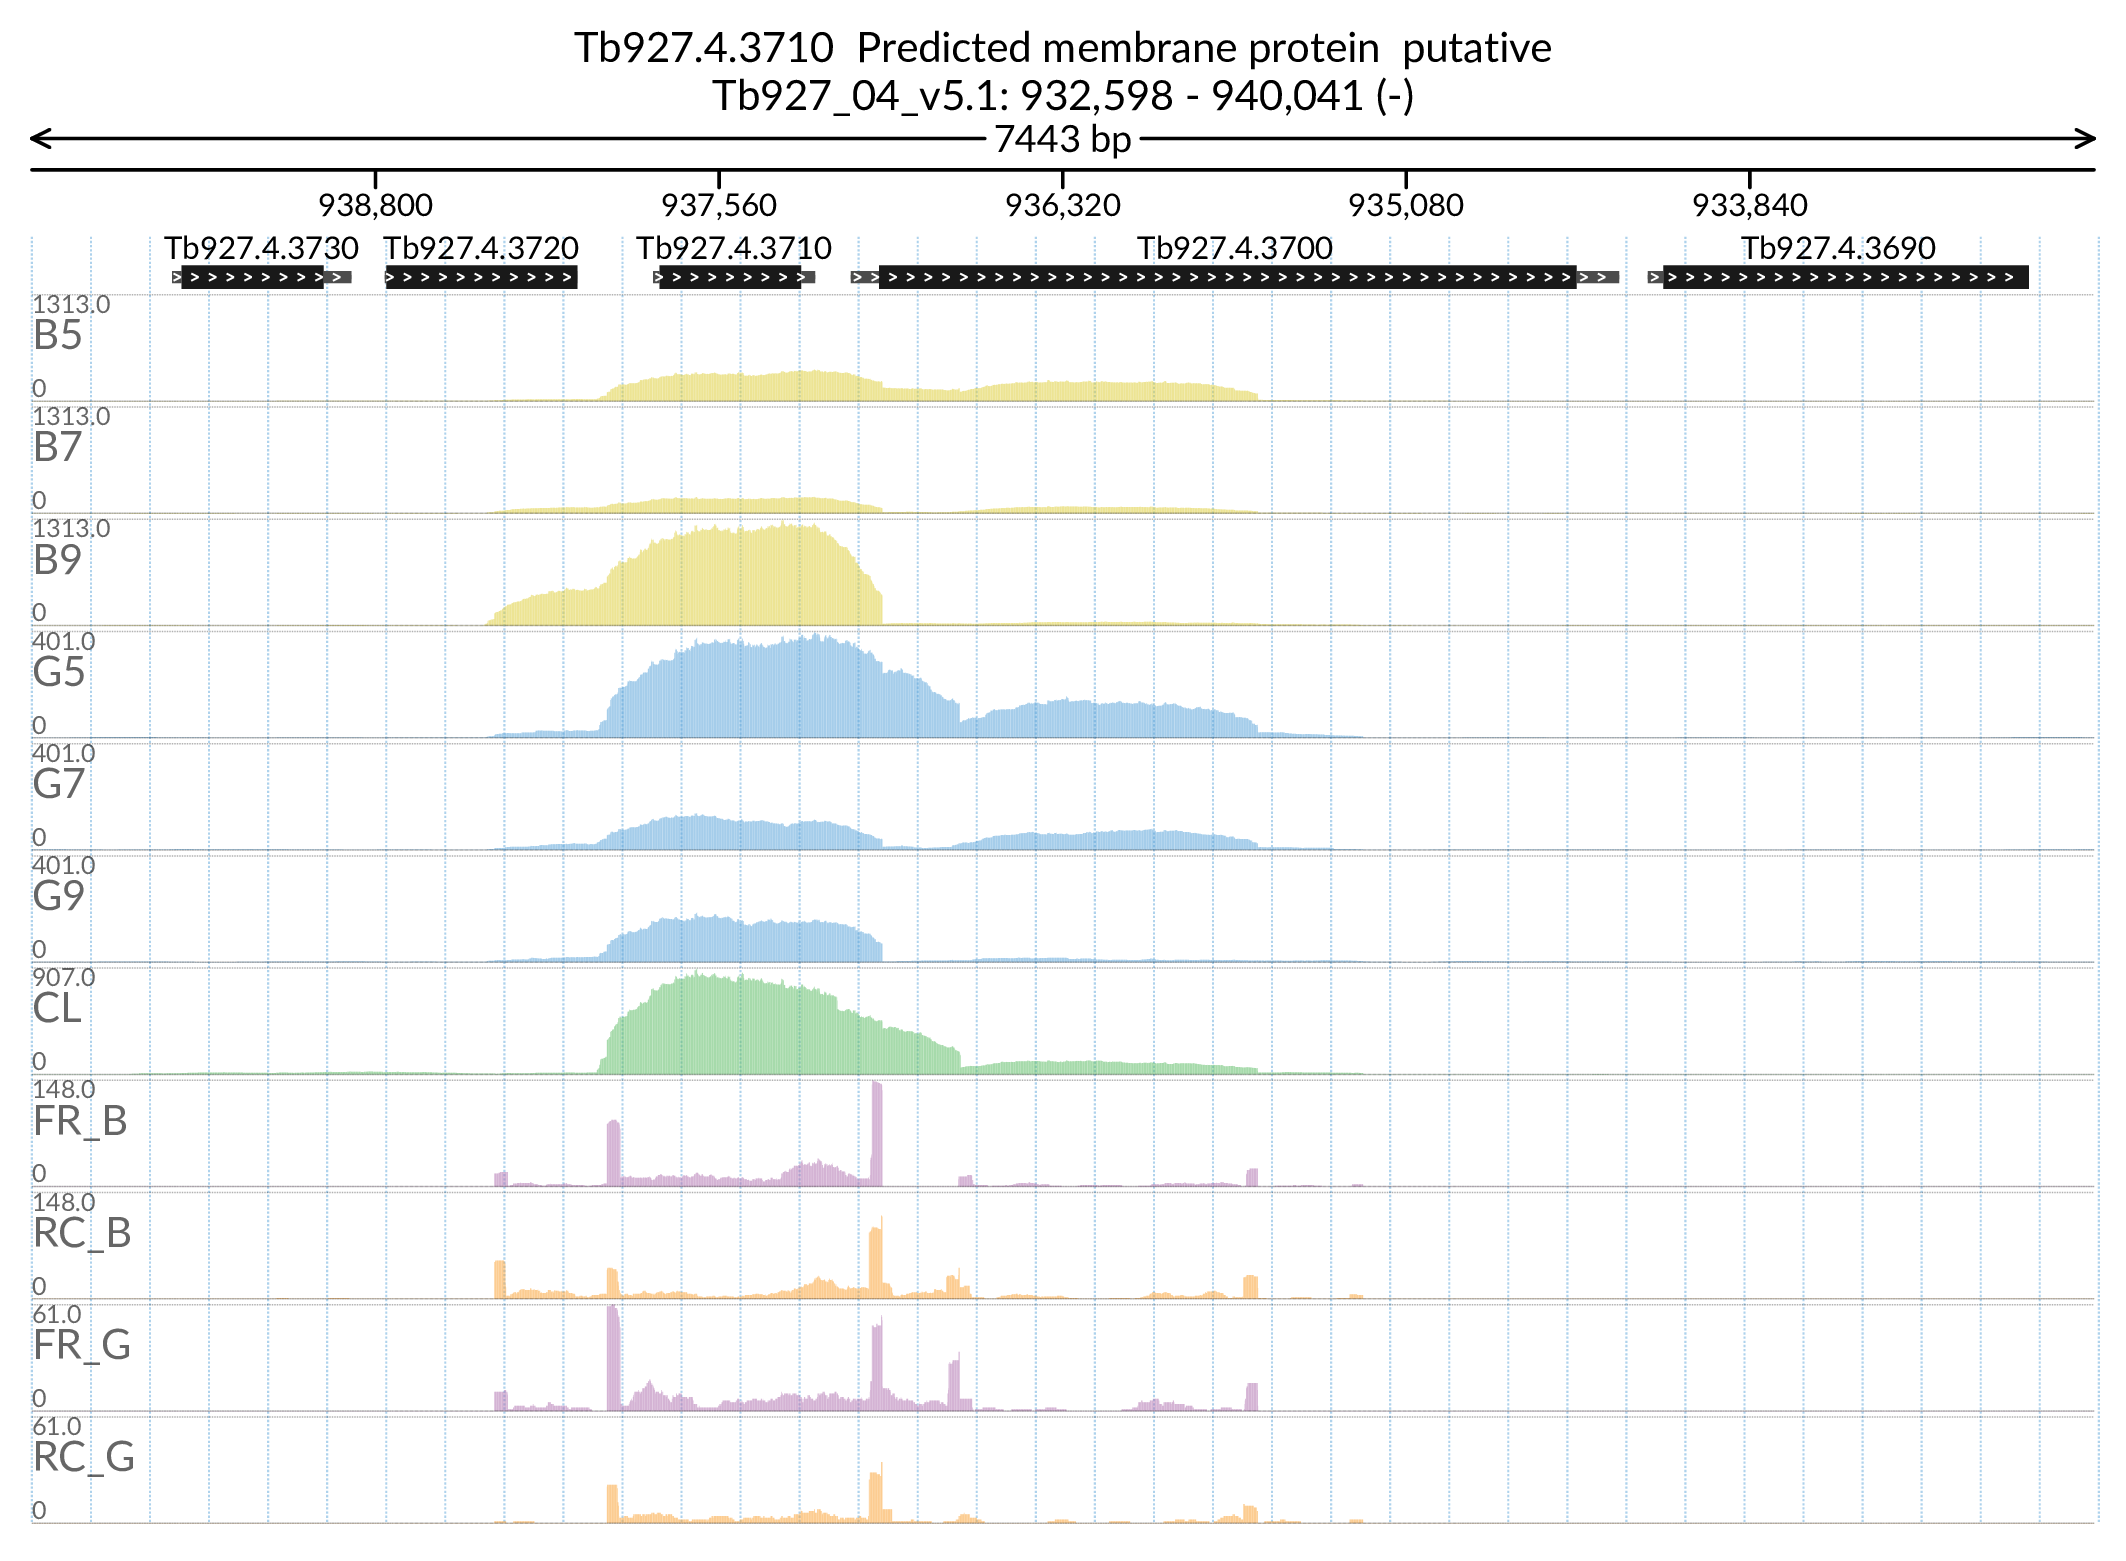 Tb927.4.3710  Predicted membrane protein  putative
Tb927_04_v5.1: 932,598 - 940,041 (-)
7443 bp
938,800 937,560 936,320 935,080 933,840
Tb927.4.3730 Tb927.4.3720 Tb927.4.3710 Tb927.4.3700 Tb927.4.3690
1313.0
B5
0
1313.0
B7
0
1313.0
B9
0
401.0
G5
0
401.0
G7
0
401.0
G9
0
907.0
CL
0
148.0
FR_B
0
148.0
RC_B
0
61.0
FR_G
0
61.0
RC_G
0